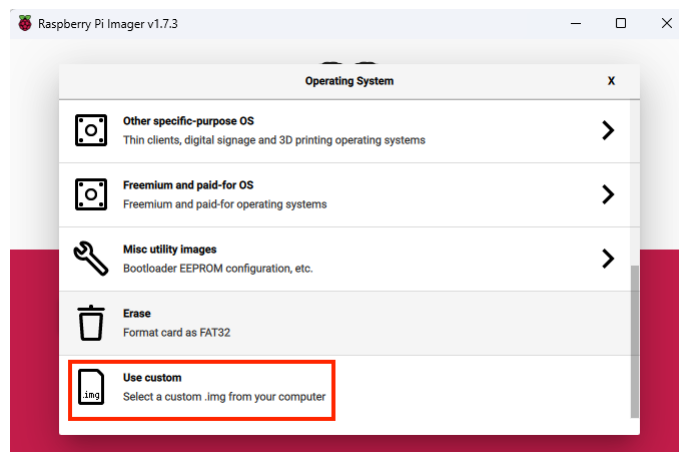 Raspberry Pi Imager v1.7.3
Operating System
X
Other specific-purpose OS
Thin clients, digital signage and 3D printing operating systems
Freemium and paid-for OS
Freemium and paid-for operating systems
Misc utility images
Bootloader EEPROM configuration, etc.
Erase
Format card as FAT32
Use custom
.img
Select a custom .img from your computer